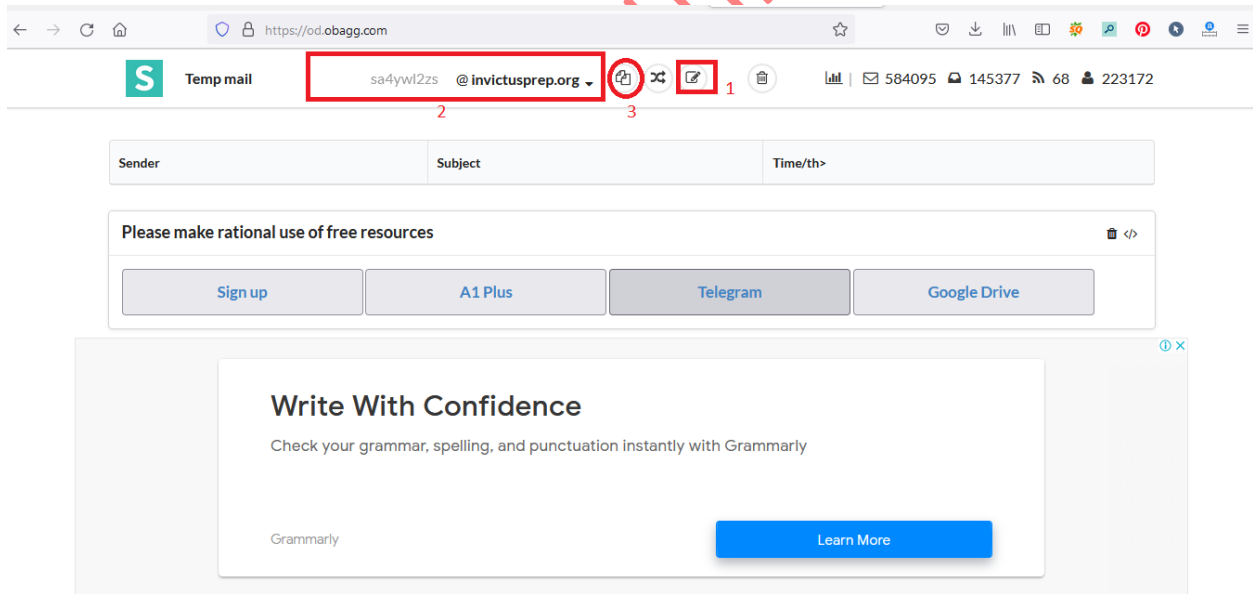 https://od.obagg.com
S Temp mail sa4ywl2zs @ invictusprep.org 1 584095 145377 68 223172
2 3
Sender Subject Time/th>
Please make rational use of free resources </>
Sign up A1 Plus Telegram Google Drive
Write With Confidence
Check your grammar, spelling, and punctuation instantly with Grammarly
Grammarly Learn More